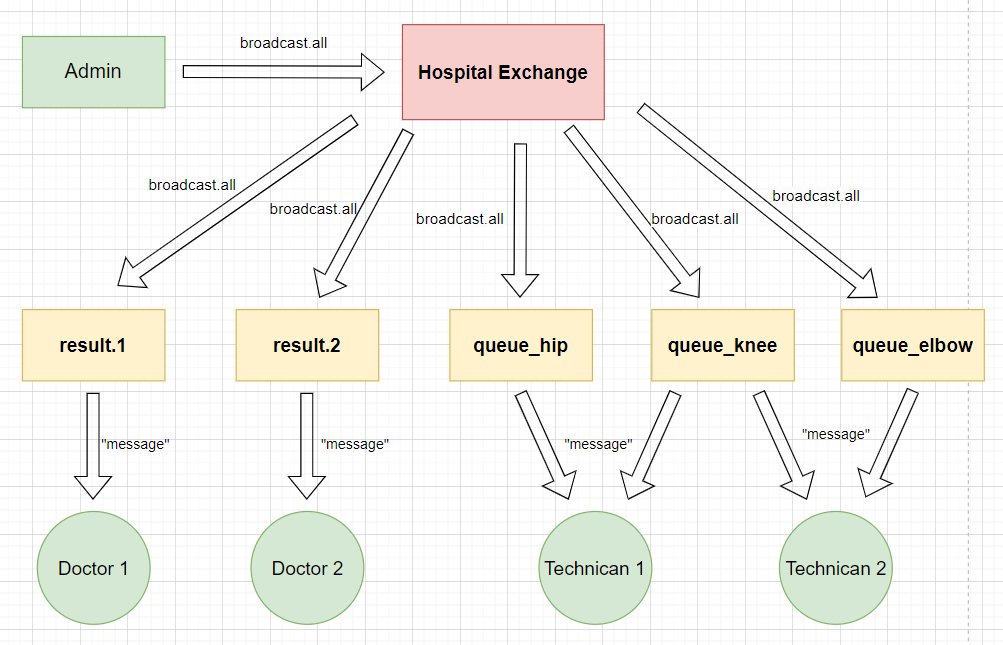 broadcast.all
Admin
Hospital Exchange
broadcast.all
broadcast.all
broadcast.all
broadcast.all
broadcast.all
result.1
result.2
queue_hip
queue_knee
queue_elbow
"message"
"message"
"message"
"message"
Doctor 1
Doctor 2
Technican 1
Technican 2